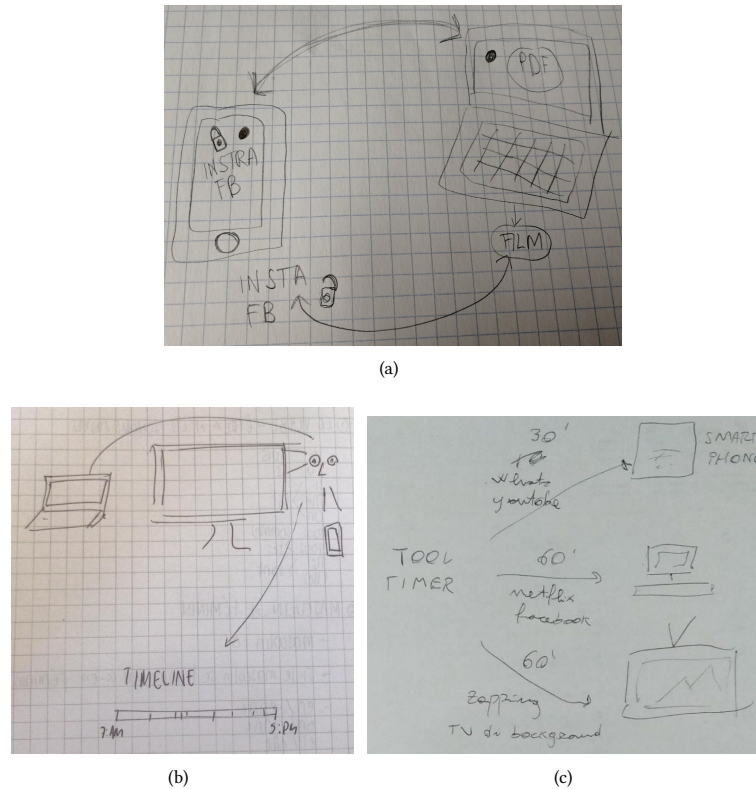 PDF
INSTRA
FB
FILM
INSTA
FB
(a)
TIMELINE
7:AM
5:PM
(b)
30'
SMART
PHONE
Whats
youtube
TOOL
TIMER
60'
netflix
facebook
60'
Zapping
TV di background
(c)